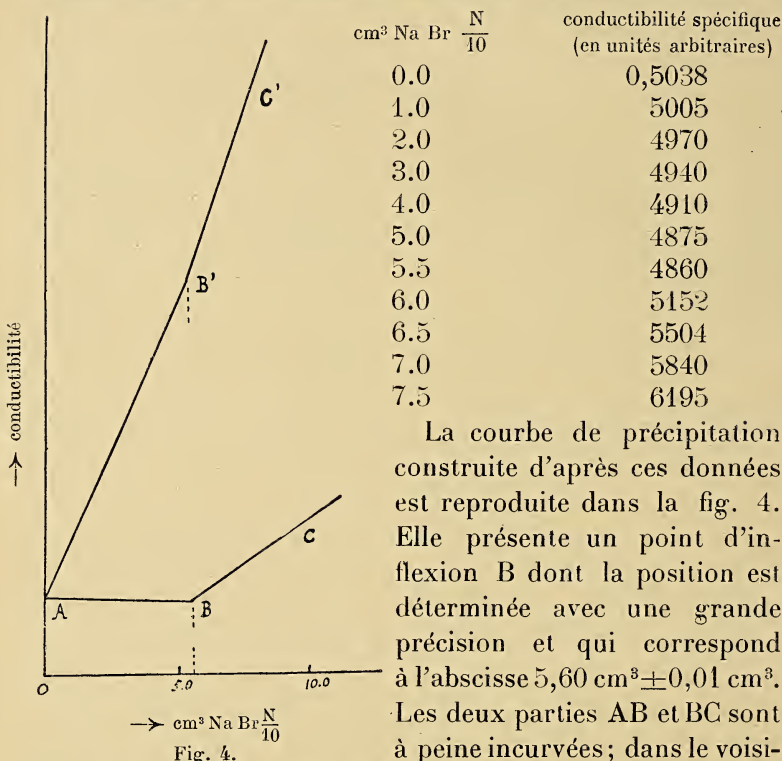 cm³ Na Br N/10 conductibilité spécifique
(en unités arbitraires)
0.0 0,5038
1.0 5005
2.0 4970
3.0 4940
4.0 4910
5.0 4875
5.5 4860
6.0 5152
6.5 5504
7.0 5840
7.5 6195
La courbe de précipitation
construite d'après ces données
est reproduite dans la fig. 4.
Elle présente un point d'in-
flexion B dont la position est
déterminée avec une grande
précision et qui correspond
à l'abscisse 5,60 cm³±0,01 cm³.
Les deux parties AB et BC sont
à peine incurvées; dans le voisi-
→ conductibilité
C'
B'
A
B
C
0 5.0 10.0
→ cm³ Na Br N/10
Fig. 4.